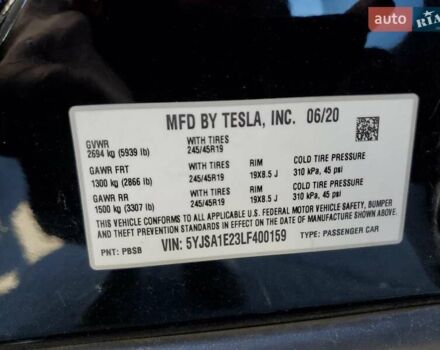 auto RIA
MFD BY TESLA, INC. 06/20
GVWR WITH TIRES
2694 kg (5939 lb) 245/45R19
GAWR FRT WITH TIRES RIM COLD TIRE PRESSURE
1300 kg (2866 lb) 245/45R19 19X8.5 J 310 kPa, 45 psi
GAWR RR WITH TIRES RIM COLD TIRE PRESSURE
1500 kg (3307 lb) 245/45R19 19X8.5 J 310 kPa, 45 psi
THIS VEHICLE CONFORMS TO ALL APPLICABLE U.S. FEDERAL MOTOR VEHICLE SAFETY, BUMPER
AND THEFT PREVENTION STANDARDS IN EFFECT ON THE DATE OF MANUFACTURE SHOWN ABOVE.
PNT: PBSB VIN: 5YJSA1E23LF400159 TYPE: PASSENGER CAR